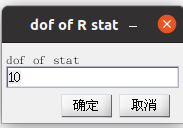 dof of R stat
dof of stat
10
确定 取消